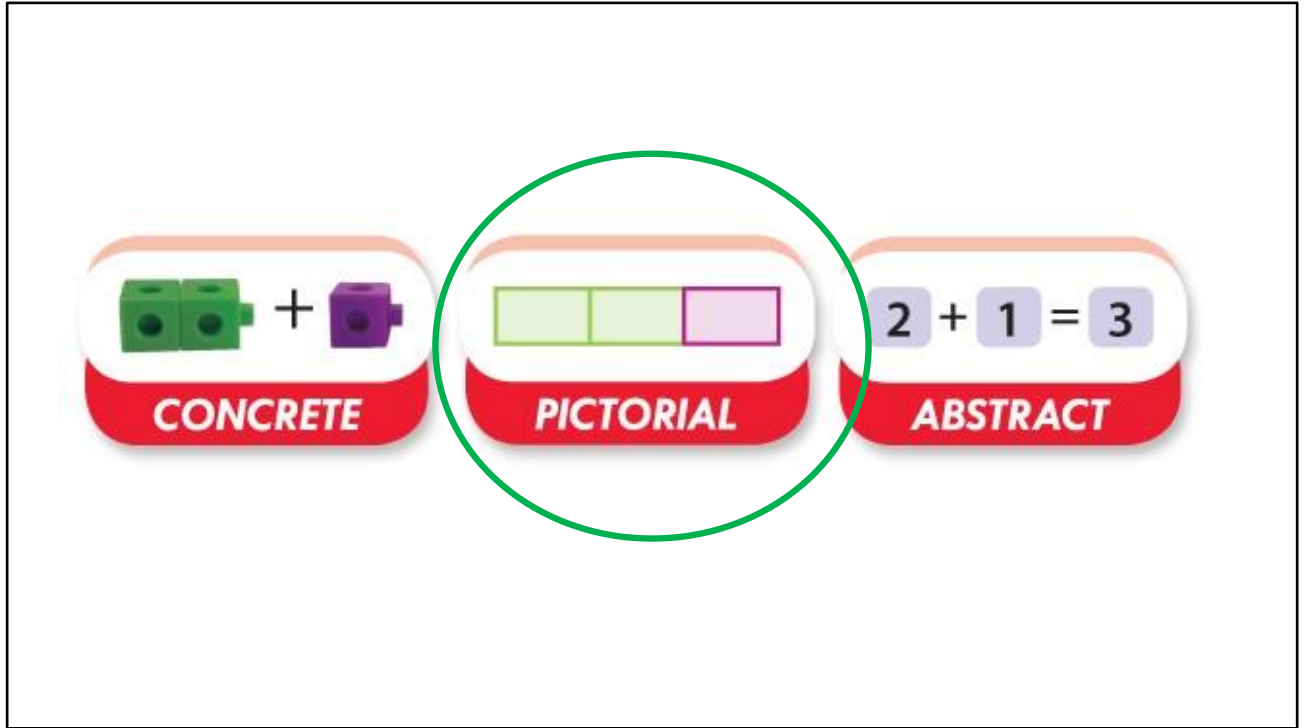 + 2 + 1 = 3
CONCRETE PICTORIAL ABSTRACT